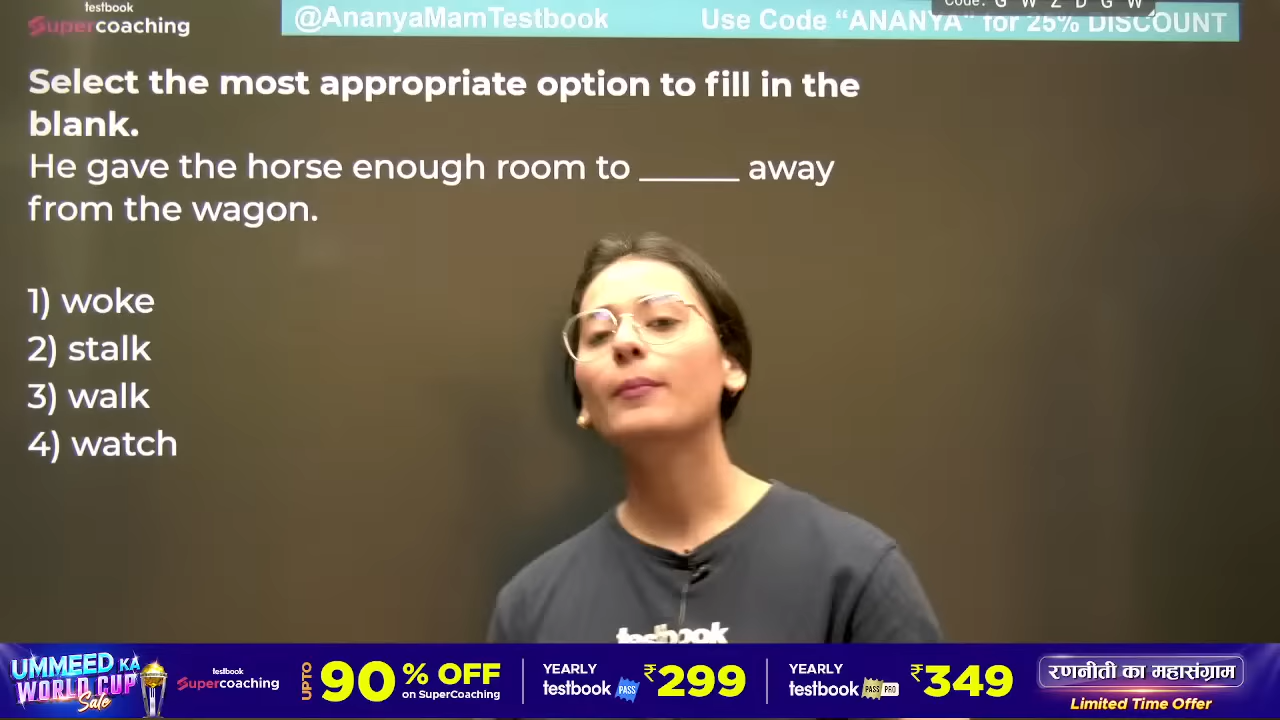 testbook
Supercoaching
@AnanyaMamTestbook
Use Code “ANANYA” for 25% DISCOUNT
Code: G W Z D G W
Select the most appropriate option to fill in the
blank.
He gave the horse enough room to ______ away
from the wagon.
1) woke
2) stalk
3) walk
4) watch
testbook
UMMEED KA
WORLD CUP
Sale
testbook
Supercoaching
UPTO 90% OFF
on SuperCoaching
YEARLY
testbook PASS
₹299
YEARLY
testbook PASS PRO
₹349
रणनीती का महासंग्राम
Limited Time Offer